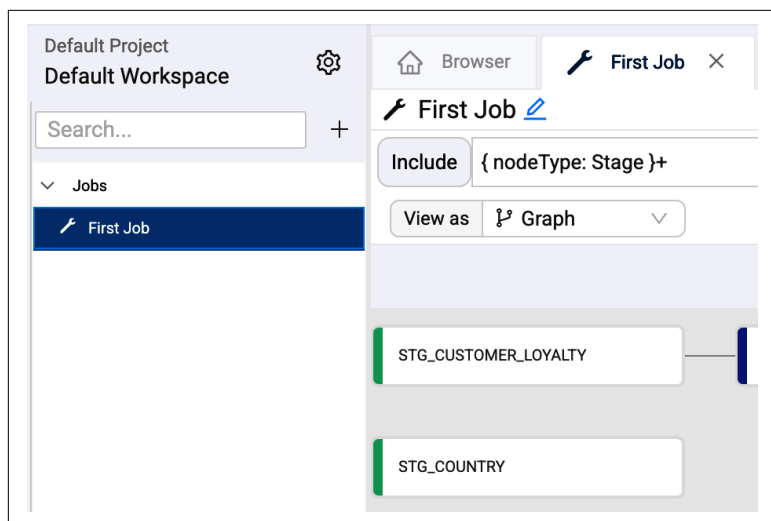 Default Project
Default Workspace
Search...
Jobs
First Job
Browser
First Job
First Job
Include
{ nodeType: Stage }+
View as
Graph
STG_CUSTOMER_LOYALTY
STG_COUNTRY